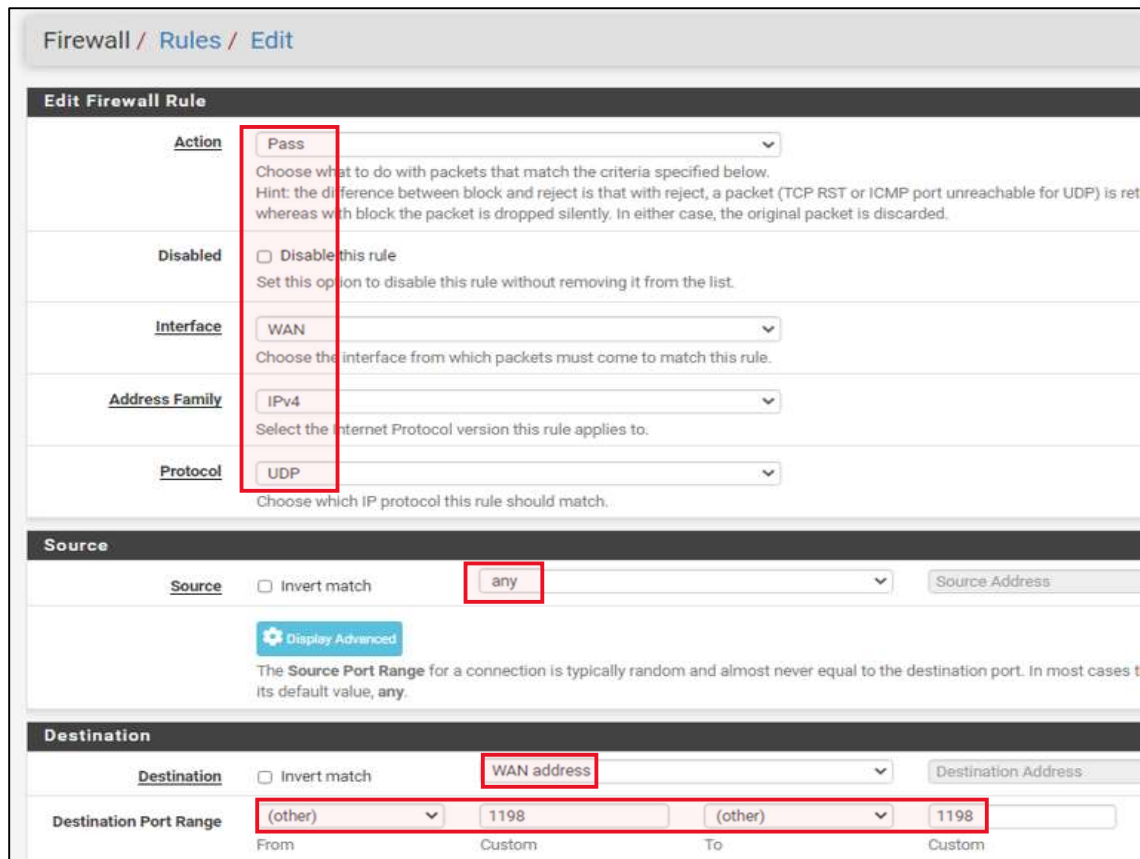 Firewall / Rules / Edit
Edit Firewall Rule
Action Pass
Choose what to do with packets that match the criteria specified below.
Hint: the difference between block and reject is that with reject, a packet (TCP RST or ICMP port unreachable for UDP) is ret
whereas with block the packet is dropped silently. In either case, the original packet is discarded.
Disabled Disable this rule
Set this option to disable this rule without removing it from the list.
Interface WAN
Choose the interface from which packets must come to match this rule.
Address Family IPv4
Select the Internet Protocol version this rule applies to.
Protocol UDP
Choose which IP protocol this rule should match.
Source
Source Invert match any Source Address
Display Advanced
The Source Port Range for a connection is typically random and almost never equal to the destination port. In most cases t
its default value, any.
Destination
Destination Invert match WAN address Destination Address
Destination Port Range (other) 1198 (other) 1198
From Custom To Custom